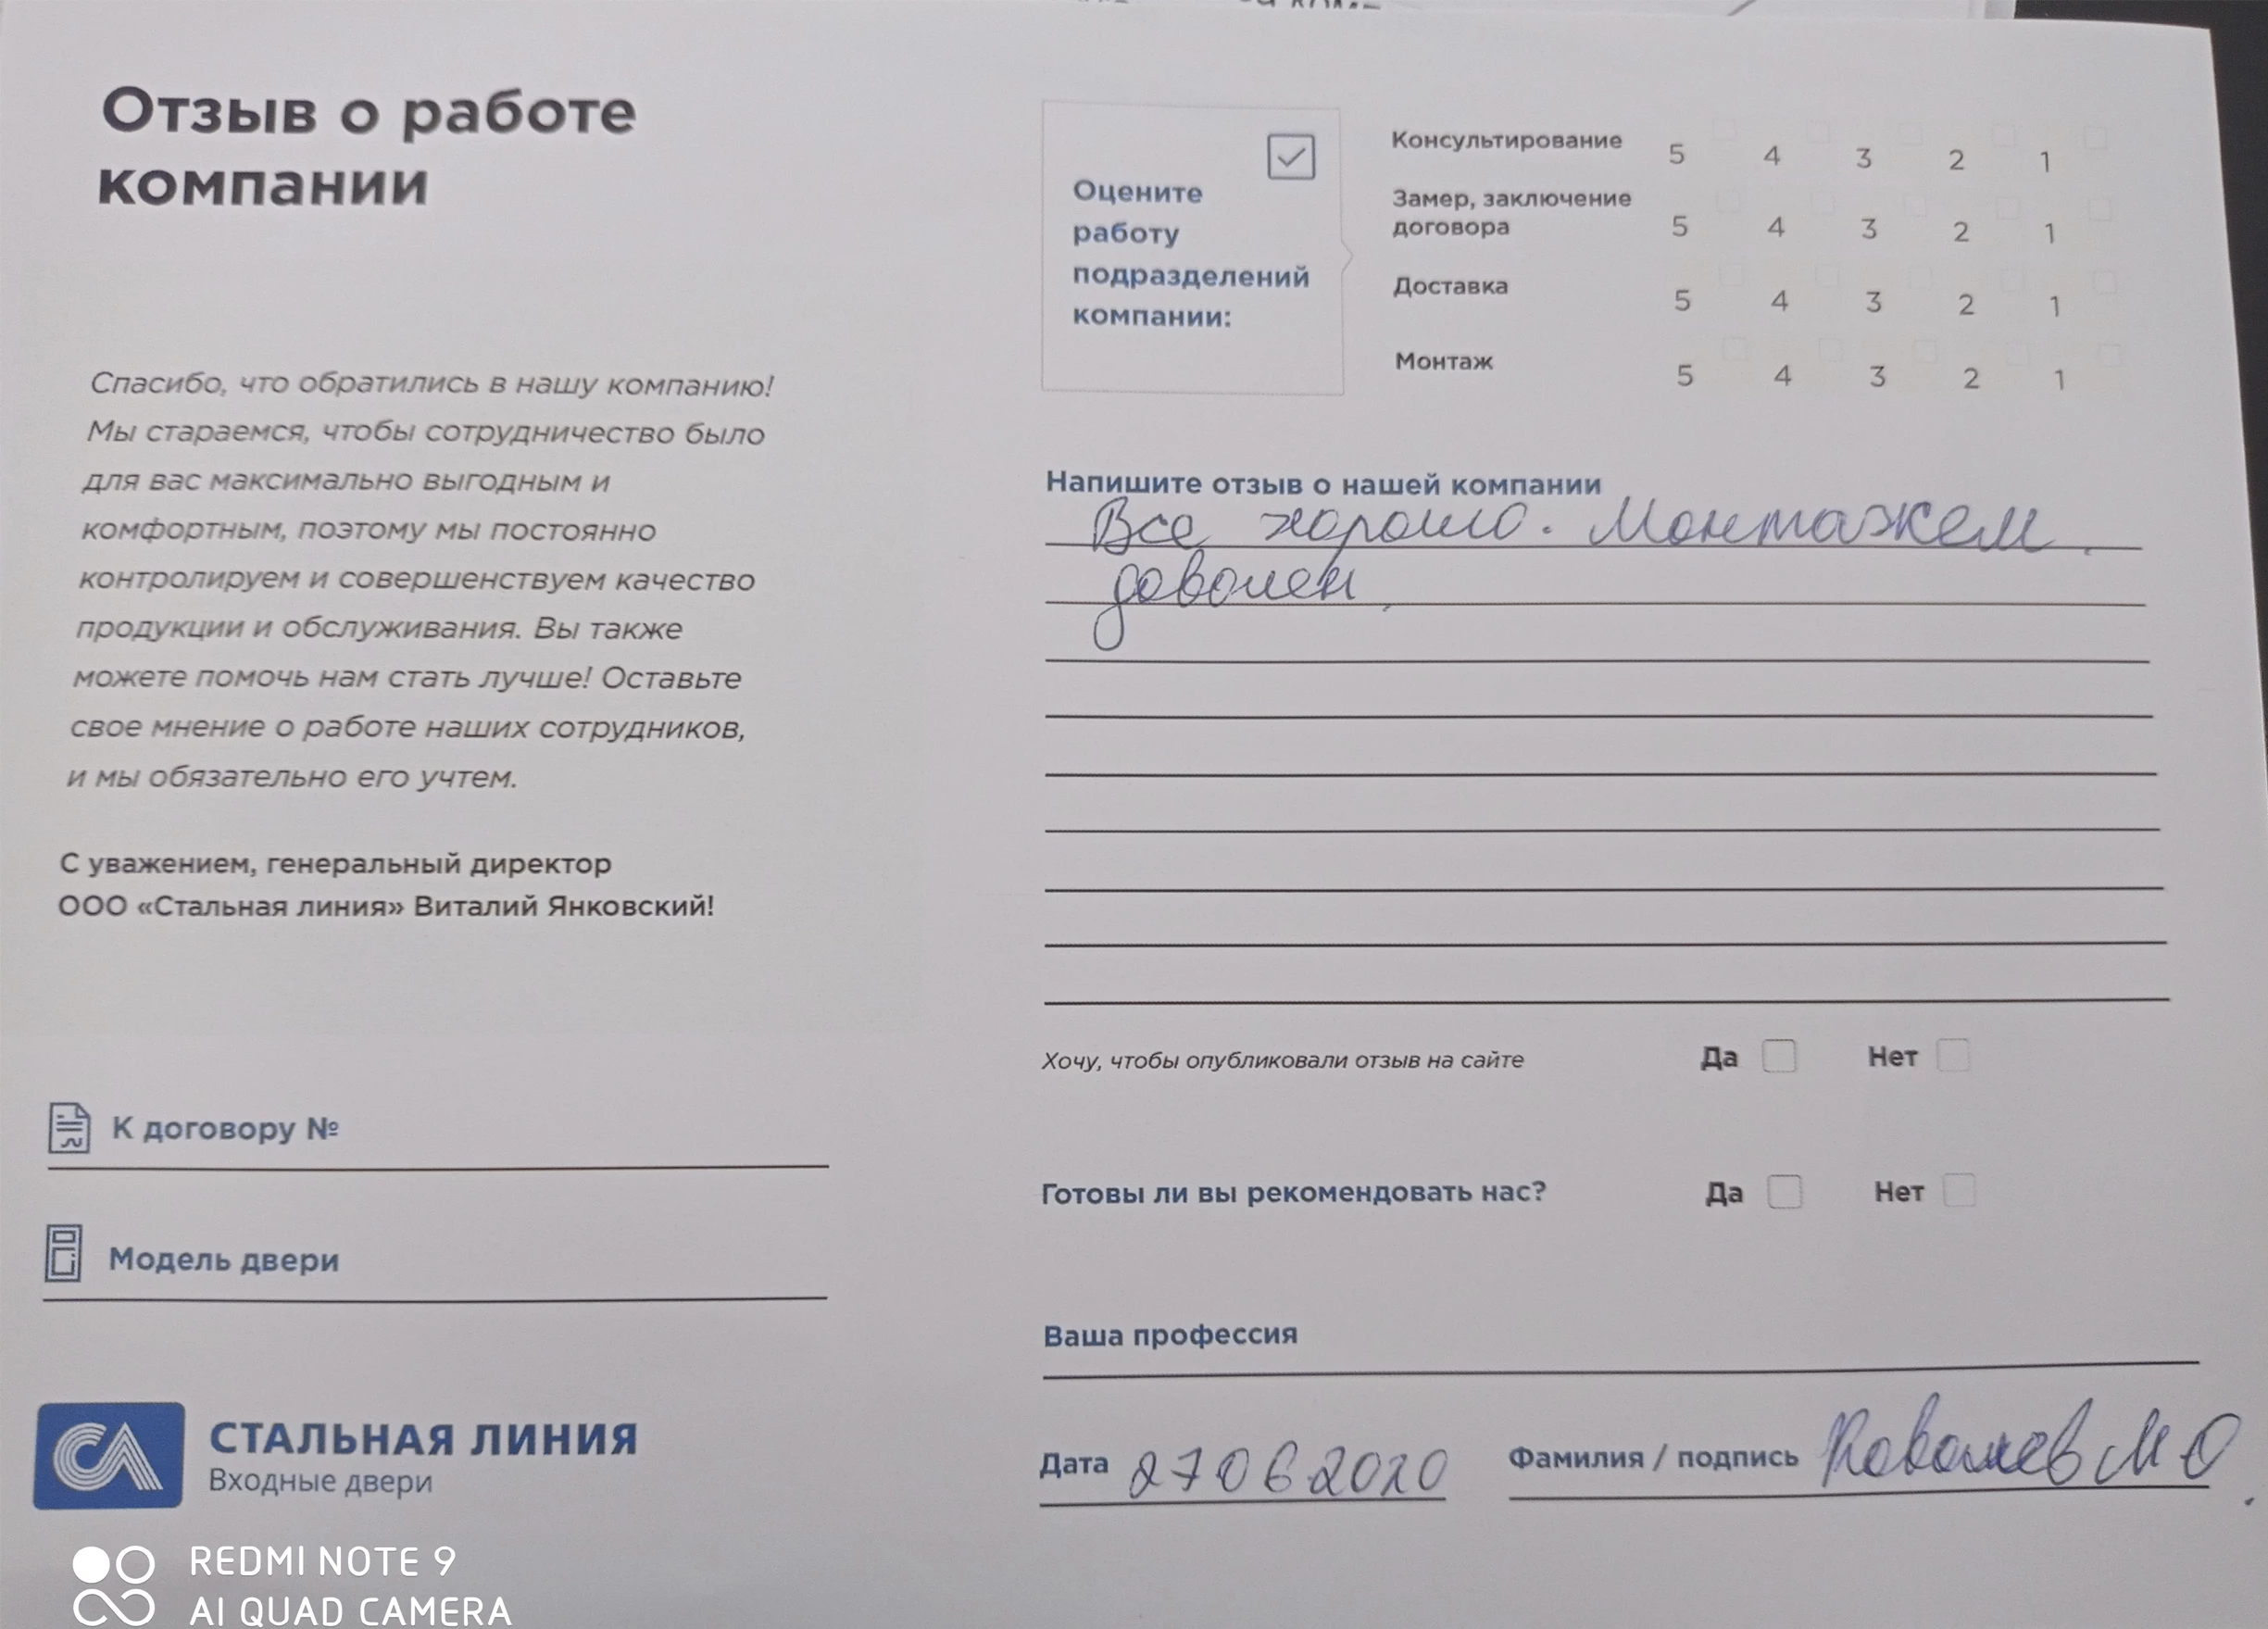 Отзыв о работе
компании
Спасибо, что обратились в нашу компанию!
Мы стараемся, чтобы сотрудничество было
для вас максимально выгодным и
комфортным, поэтому мы постоянно
контролируем и совершенствуем качество
продукции и обслуживания. Вы также
можете помочь нам стать лучше! Оставьте
свое мнение о работе наших сотрудников,
и мы обязательно его учтем.
С уважением, генеральный директор
ООО «Стальная линия» Виталий Янковский!
К договору №
Модель двери
СТАЛЬНАЯ ЛИНИЯ
Входные двери
Оцените
работу
подразделений
компании:
Консультирование 5 4 3 2 1
Замер, заключение
договора 5 4 3 2 1
Доставка 5 4 3 2 1
Монтаж 5 4 3 2 1
Напишите отзыв о нашей компании
Все хорошо. Монтажем
доволен
Хочу, чтобы опубликовали отзыв на сайте Да Нет
Готовы ли вы рекомендовать нас? Да Нет
Ваша профессия
Дата 27 06 2020 Фамилия / подпись Ковалев М О
REDMI NOTE 9
AI QUAD CAMERA